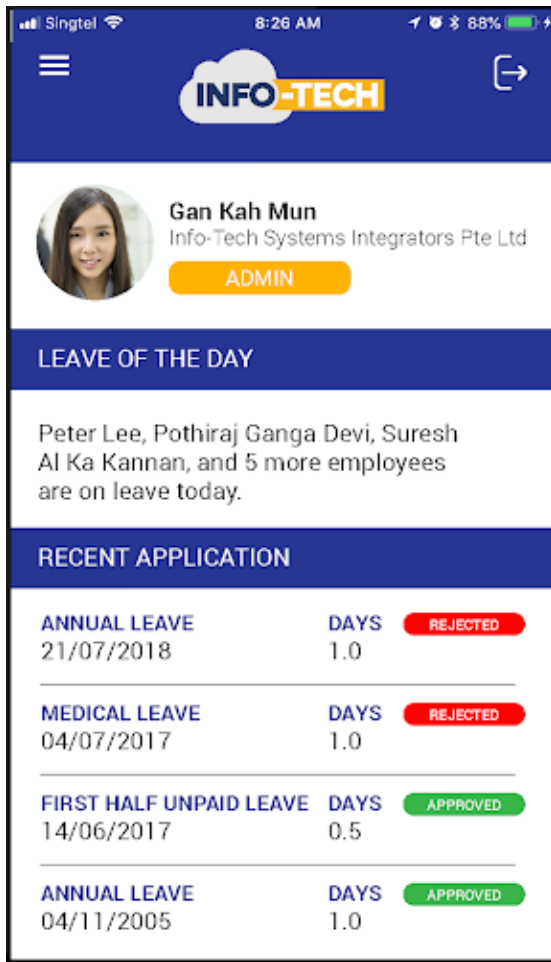 Singtel 8:26 AM 88%
INFO-TECH
Gan Kah Mun
Info-Tech Systems Integrators Pte Ltd
ADMIN
LEAVE OF THE DAY
Peter Lee, Pothiraj Ganga Devi, Suresh
Al Ka Kannan, and 5 more employees
are on leave today.
RECENT APPLICATION
ANNUAL LEAVE DAYS REJECTED
21/07/2018 1.0
MEDICAL LEAVE DAYS REJECTED
04/07/2017 1.0
FIRST HALF UNPAID LEAVE DAYS APPROVED
14/06/2017 0.5
ANNUAL LEAVE DAYS APPROVED
04/11/2005 1.0